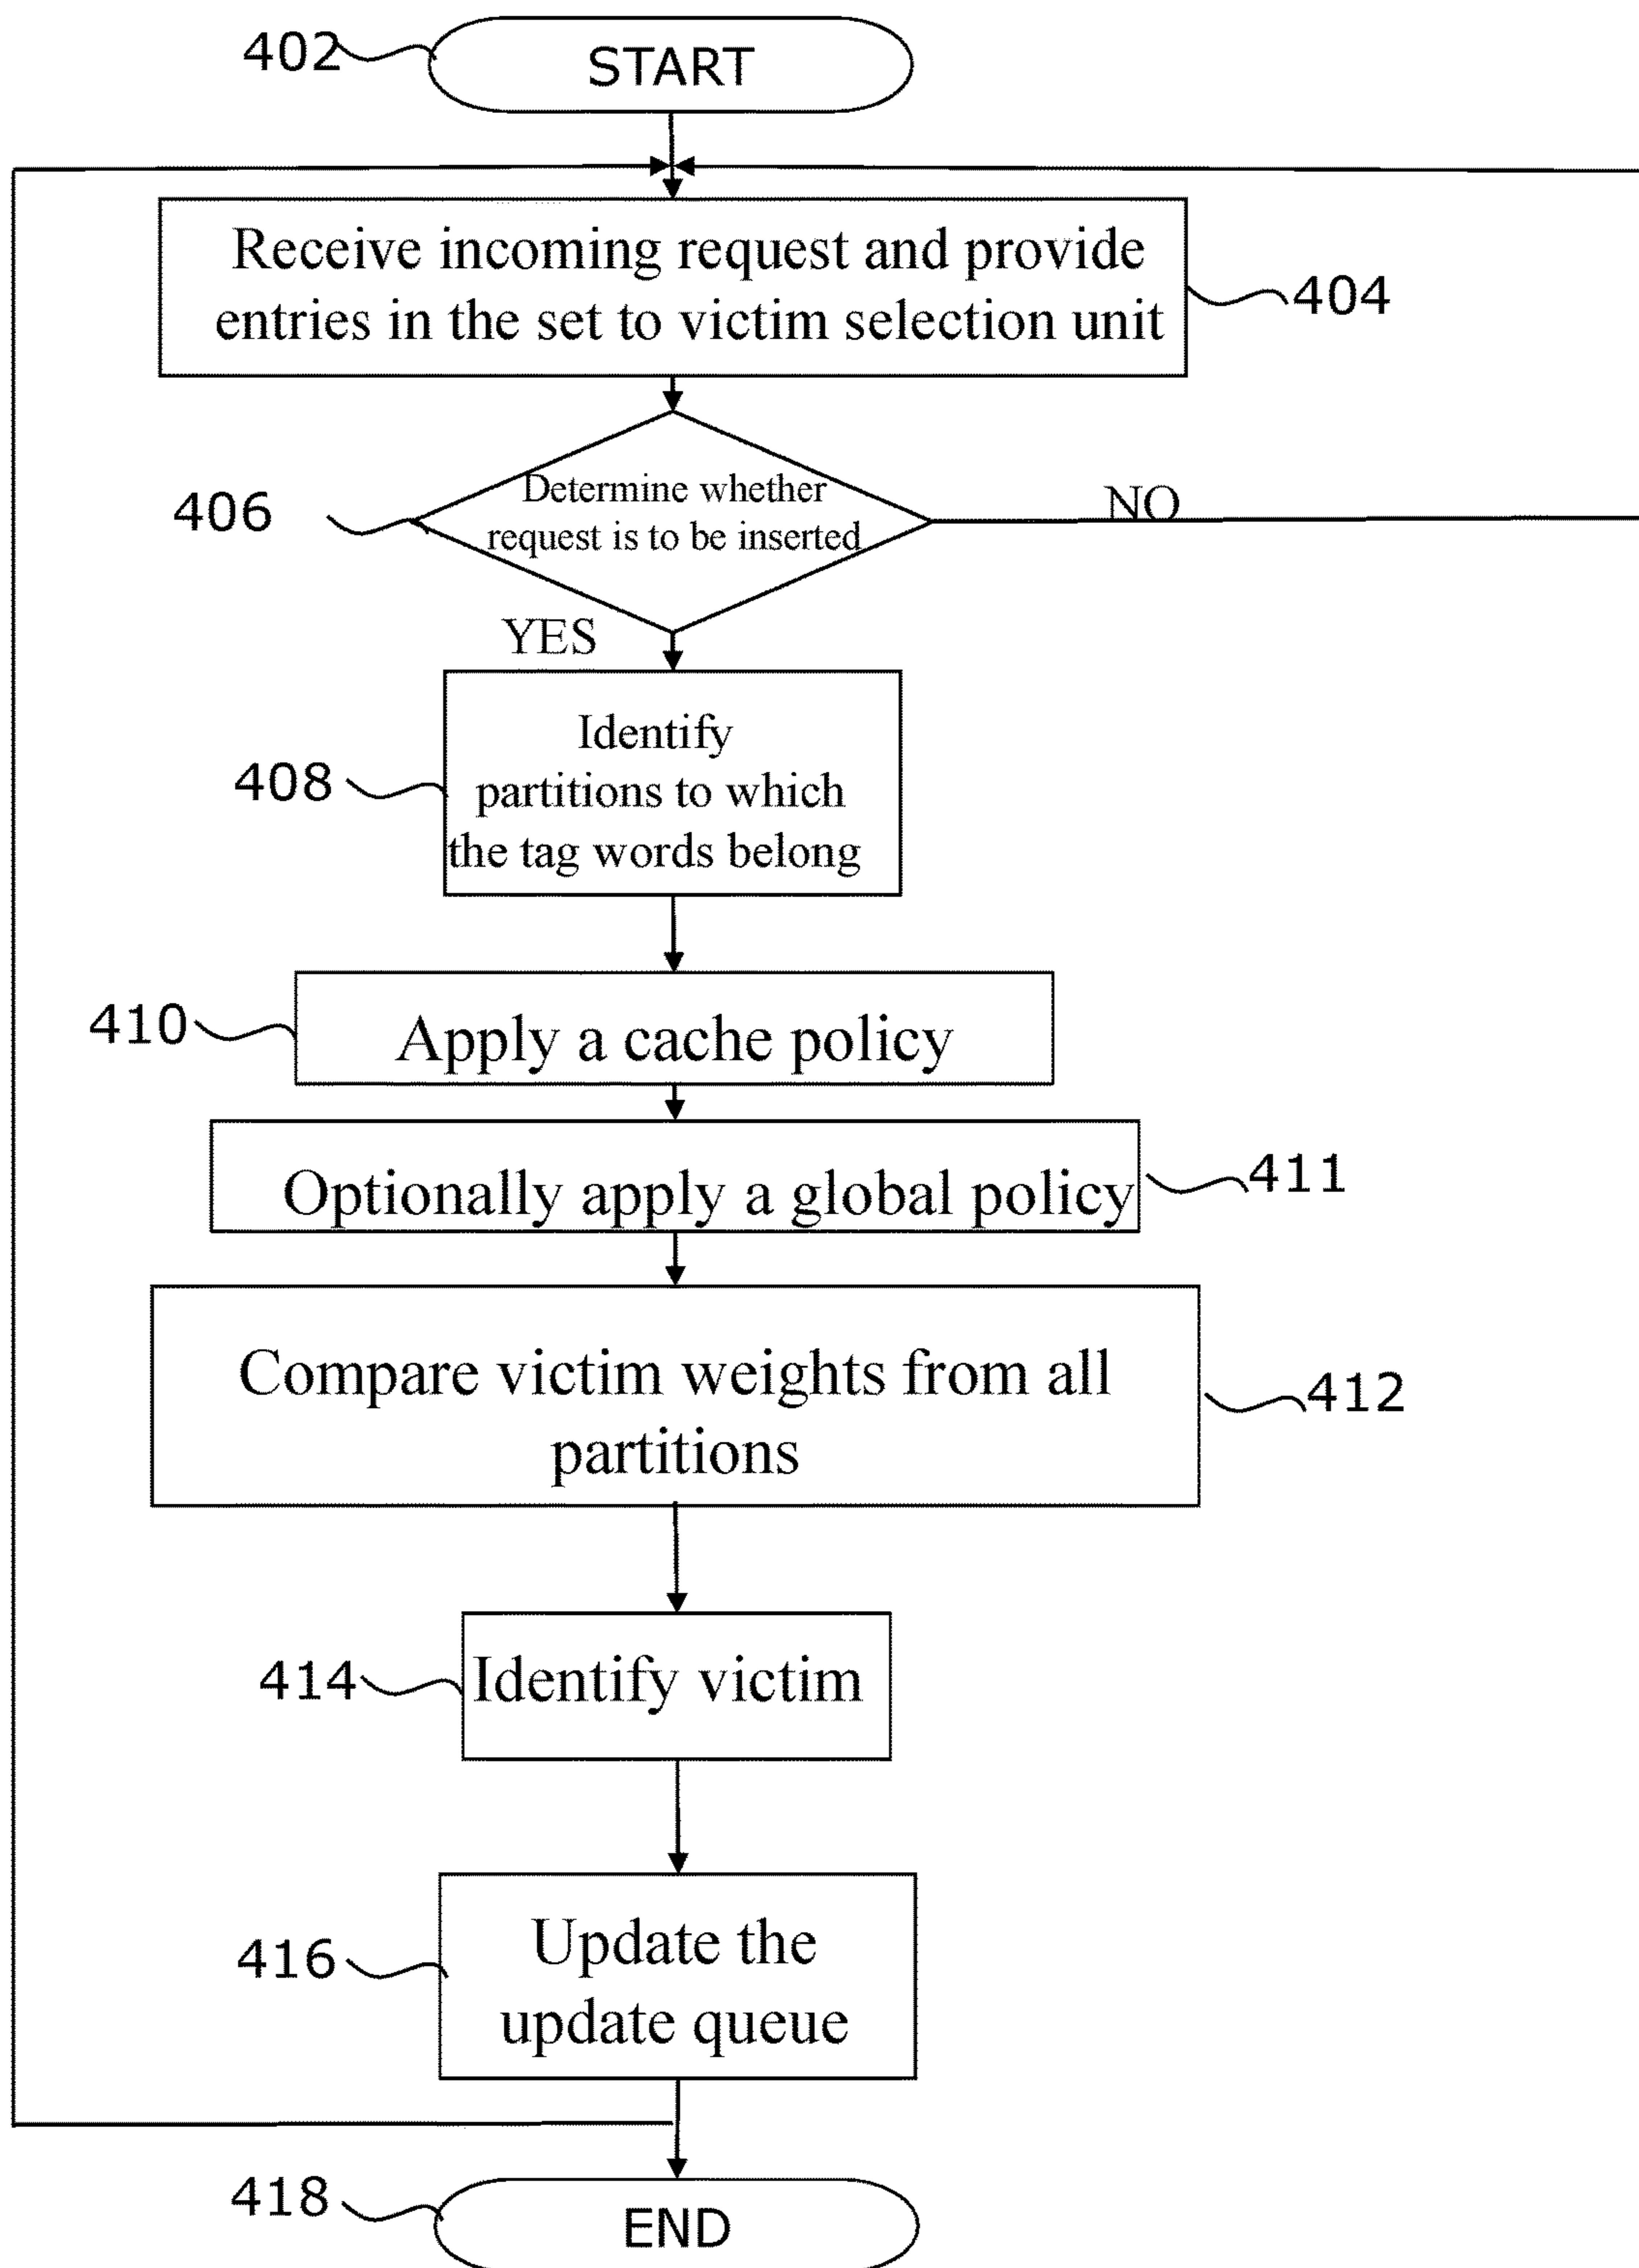 402
START
Receive incoming request and provide
entries in the set to victim selection unit
404
406
Determine whether
request is to be inserted
NO
YES
408
Identify
partitions to which
the tag words belong
410
Apply a cache policy
Optionally apply a global policy
411
Compare victim weights from all
partitions
412
414
Identify victim
416
Update the
update queue
418
END